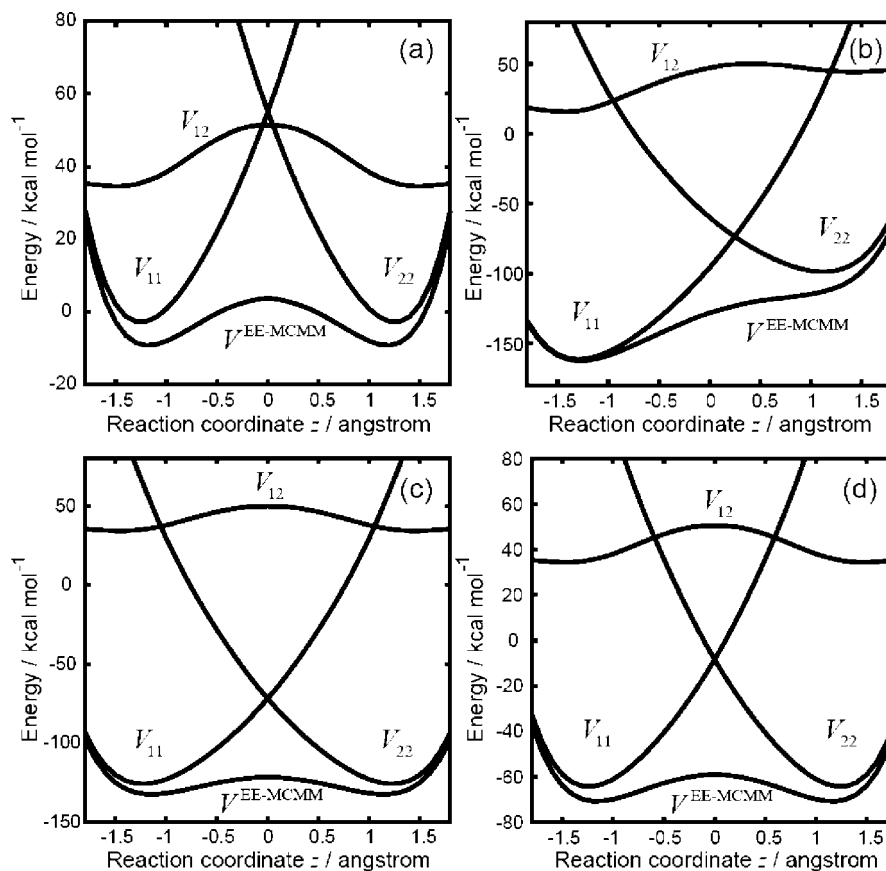 (a)
80
60
40
20
0
-20
Energy / kcal mol⁻¹
V₁₂
V₁₁
V₂₂
V^EE-MCMM
-1.5 -1 -0.5 0 0.5 1 1.5
Reaction coordinate z / angstrom
(b)
50
0
-50
-100
-150
Energy / kcal mol⁻¹
V₁₂
V₂₂
V₁₁
V^EE-MCMM
-1.5 -1 -0.5 0 0.5 1 1.5
Reaction coordinate z / angstrom
(c)
50
0
-50
-100
-150
Energy / kcal mol⁻¹
V₁₂
V₁₁
V₂₂
V^EE-MCMM
-1.5 -1 -0.5 0 0.5 1 1.5
Reaction coordinate z / angstrom
(d)
80
60
40
20
0
-20
-40
-60
-80
Energy / kcal mol⁻¹
V₁₂
V₁₁
V₂₂
V^EE-MCMM
-1.5 -1 -0.5 0 0.5 1 1.5
Reaction coordinate z / angstrom